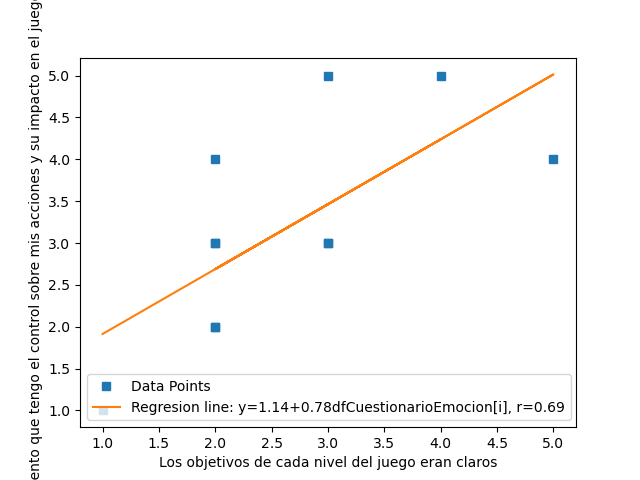 ento que tengo el control sobre mis acciones y su impacto en el juego
5.0
4.5
4.0
3.5
3.0
2.5
2.0
1.5
1.0
Data Points
Regresion line: y=1.14+0.78dfCuestionarioEmocion[i], r=0.69
1.0 1.5 2.0 2.5 3.0 3.5 4.0 4.5 5.0
Los objetivos de cada nivel del juego eran claros